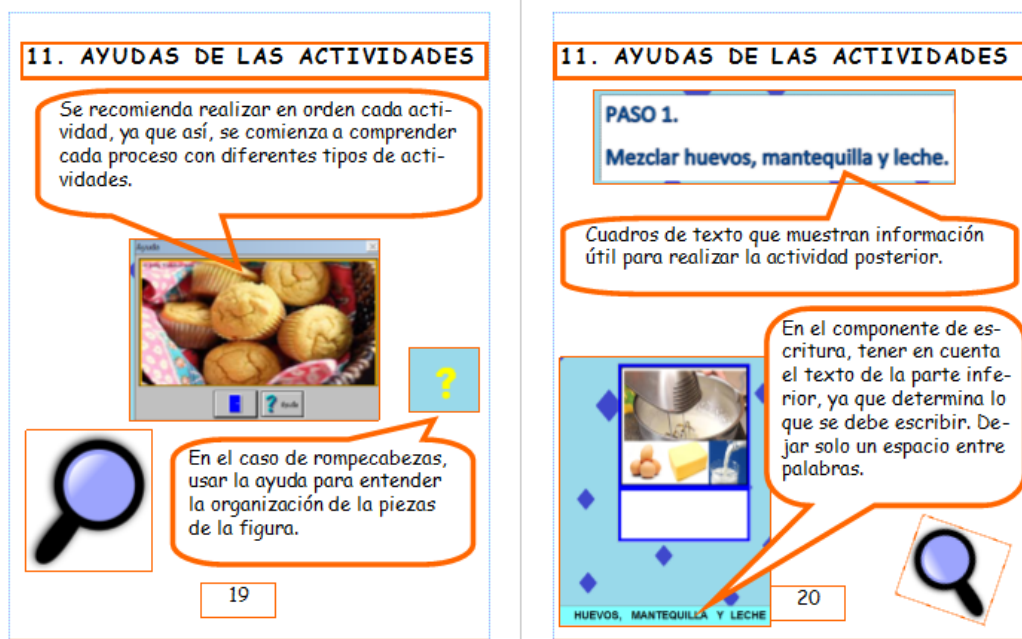 11. AYUDAS DE LAS ACTIVIDADES
Se recomienda realizar en orden cada acti-
vidad, ya que así, se comienza a comprender
cada proceso con diferentes tipos de acti-
vidades.
Ayuda
Ayuda
En el caso de rompecabezas,
usar la ayuda para entender
la organización de la piezas
de la figura.
19
11. AYUDAS DE LAS ACTIVIDADES
PASO 1.
Mezclar huevos, mantequilla y leche.
Cuadros de texto que muestran información
útil para realizar la actividad posterior.
En el componente de es-
critura, tener en cuenta
el texto de la parte infe-
rior, ya que determina lo
que se debe escribir. De-
jar solo un espacio entre
palabras.
HUEVOS, MANTEQUILLA Y LECHE
20